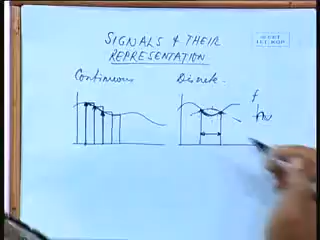 SIGNALS & THEIR
REPRESENTATION.
Continuous Discrete.
f